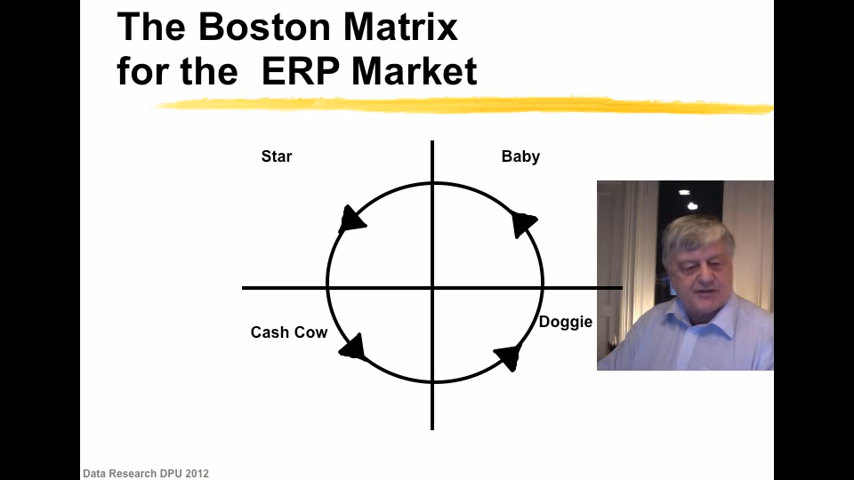 The Boston Matrix
for the ERP Market
Star
Baby
Cash Cow
Doggie
Data Research DPU 2012